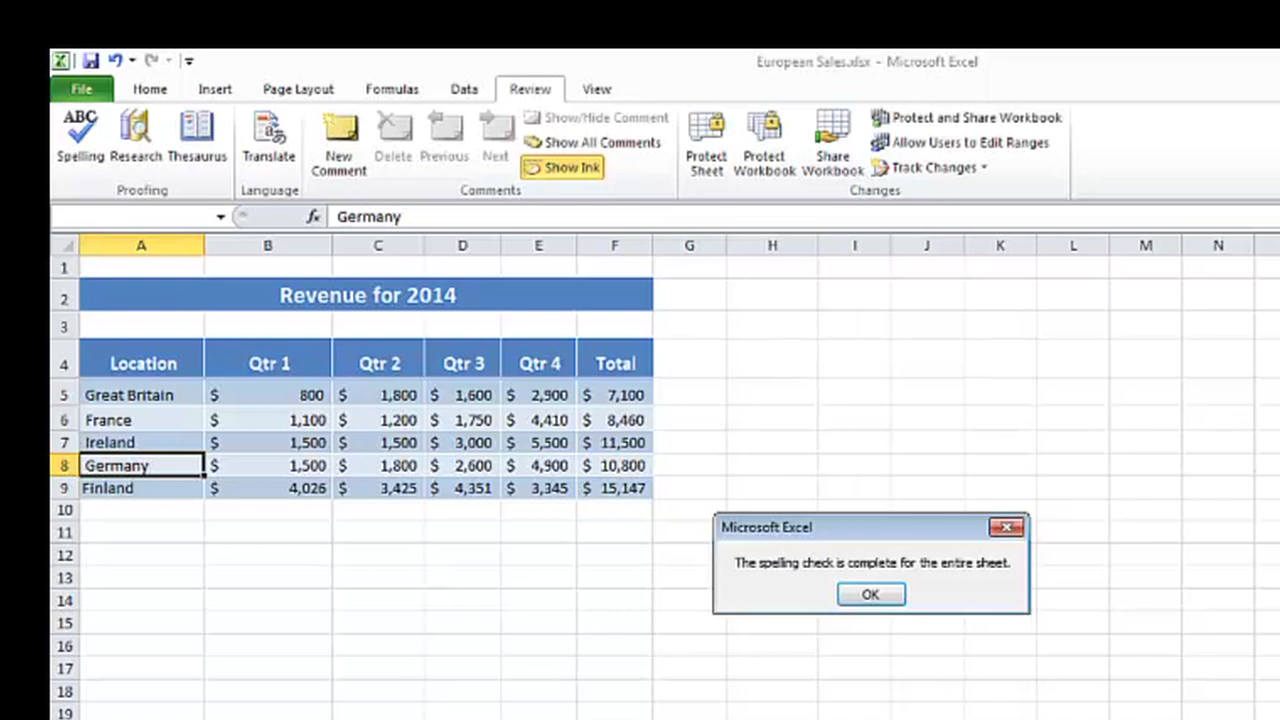 European Sales.xlsx - Microsoft Excel
File Home Insert Page Layout Formulas Data Review View
ABC
Spelling Research Thesaurus
Proofing
Translate
Language
New Comment
Delete Previous Next
Show/Hide Comment
Show All Comments
Show Ink
Comments
Protect Sheet
Protect Workbook
Share Workbook
Protect and Share Workbook
Allow Users to Edit Ranges
Track Changes
Changes
fx Germany
A B C D E F G H I J K L M N
1
2 Revenue for 2014
3
4 Location Qtr 1 Qtr 2 Qtr 3 Qtr 4 Total
5 Great Britain $ 800 $ 1,800 $ 1,600 $ 2,900 $ 7,100
6 France $ 1,100 $ 1,200 $ 1,750 $ 4,410 $ 8,460
7 Ireland $ 1,500 $ 1,500 $ 3,000 $ 5,500 $ 11,500
8 Germany $ 1,500 $ 1,800 $ 2,600 $ 4,900 $ 10,800
9 Finland $ 4,026 $ 3,425 $ 4,351 $ 3,345 $ 15,147
10
11
12
13
14
15
16
17
18
19
Microsoft Excel
The spelling check is complete for the entire sheet.
OK